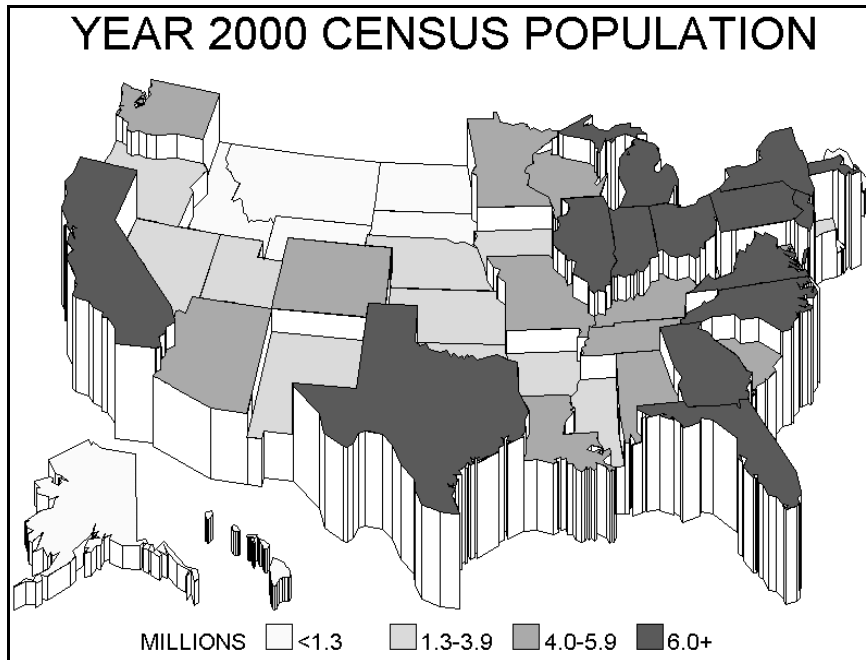 YEAR 2000 CENSUS POPULATION
MILLIONS <1.3 1.3-3.9 4.0-5.9 6.0+